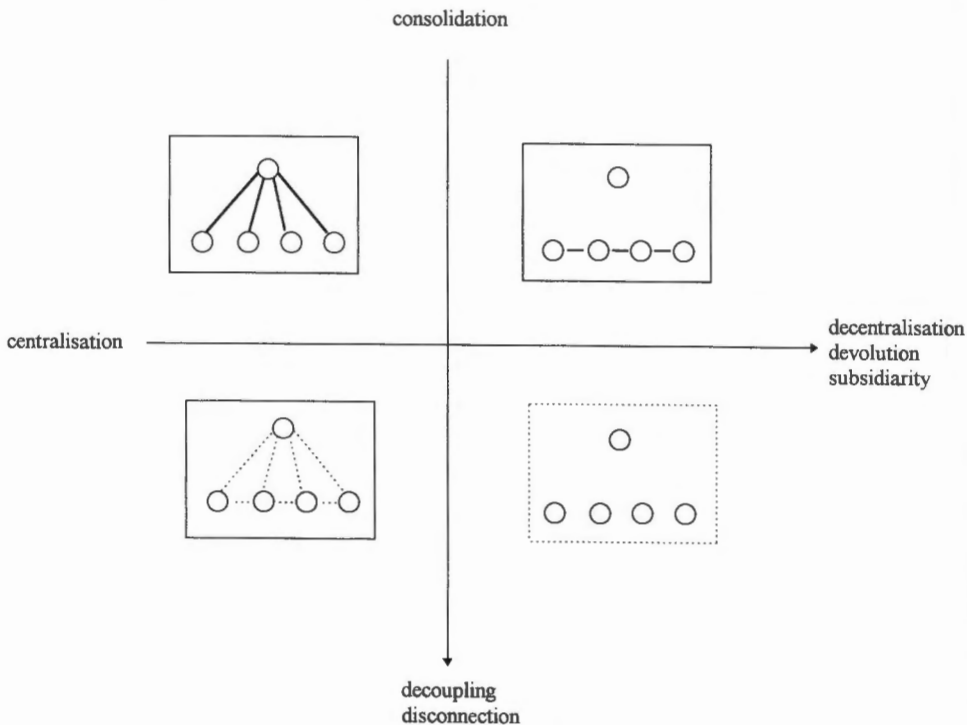 consolidation
centralisation
decentralisation
devolution
subsidiarity
decoupling
disconnection